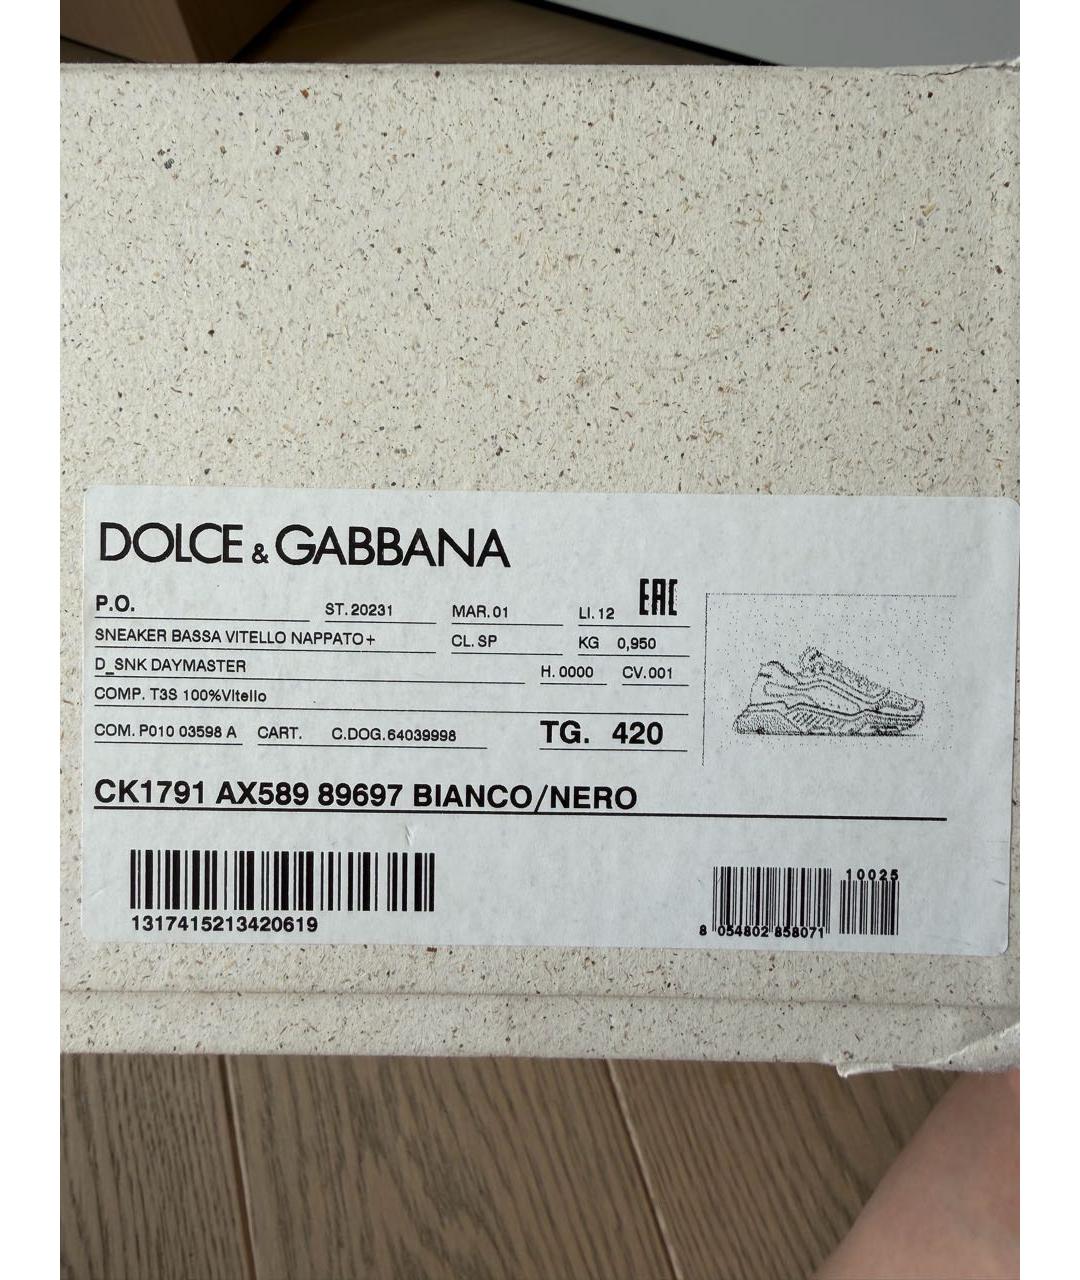 DOLCE & GABBANA
P.O. ST. 20231 MAR. 01 LI. 12 EAC
SNEAKER BASSA VITELLO NAPPATO+ CL. SP KG 0,950
D_SNK DAYMASTER H. 0000 CV. 001
COMP. T3S 100%Vitello
COM. P010 03598 A CART. C.DOG. 64039998 TG. 420
CK1791 AX589 89697 BIANCO/NERO
1317415213420619
10025
8 054802 858071